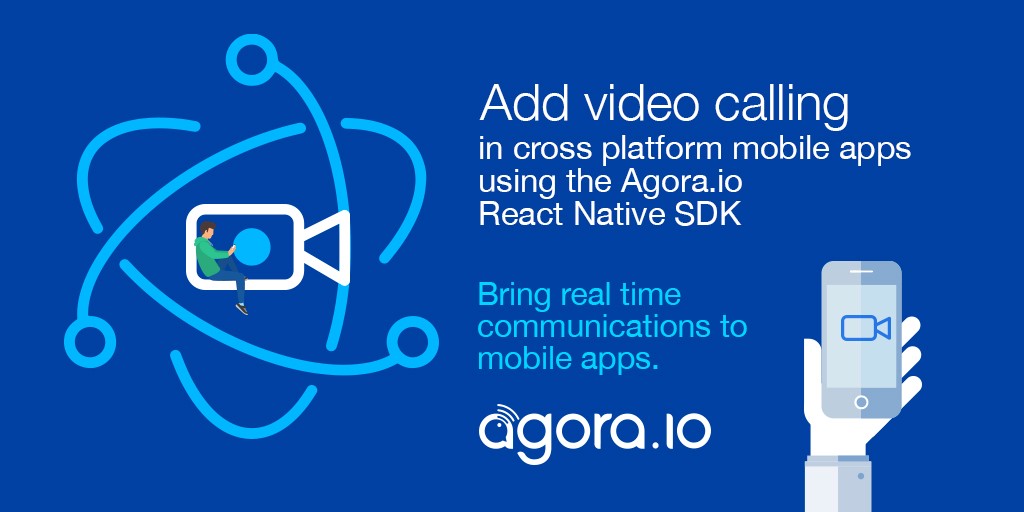 Add video calling
in cross platform mobile apps
using the Agora.io
React Native SDK
Bring real time
communications to
mobile apps.
agora.io